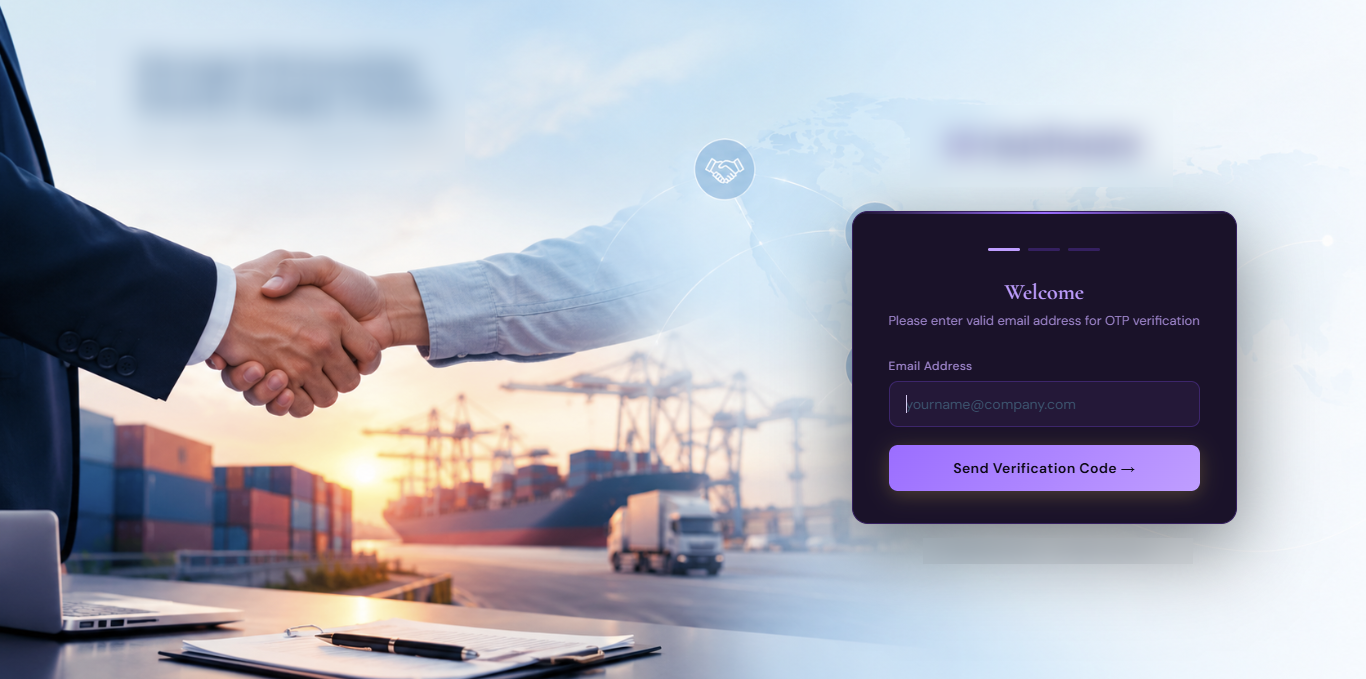 Welcome
Please enter valid email address for OTP verification
Email Address
yourname@company.com
Send Verification Code →